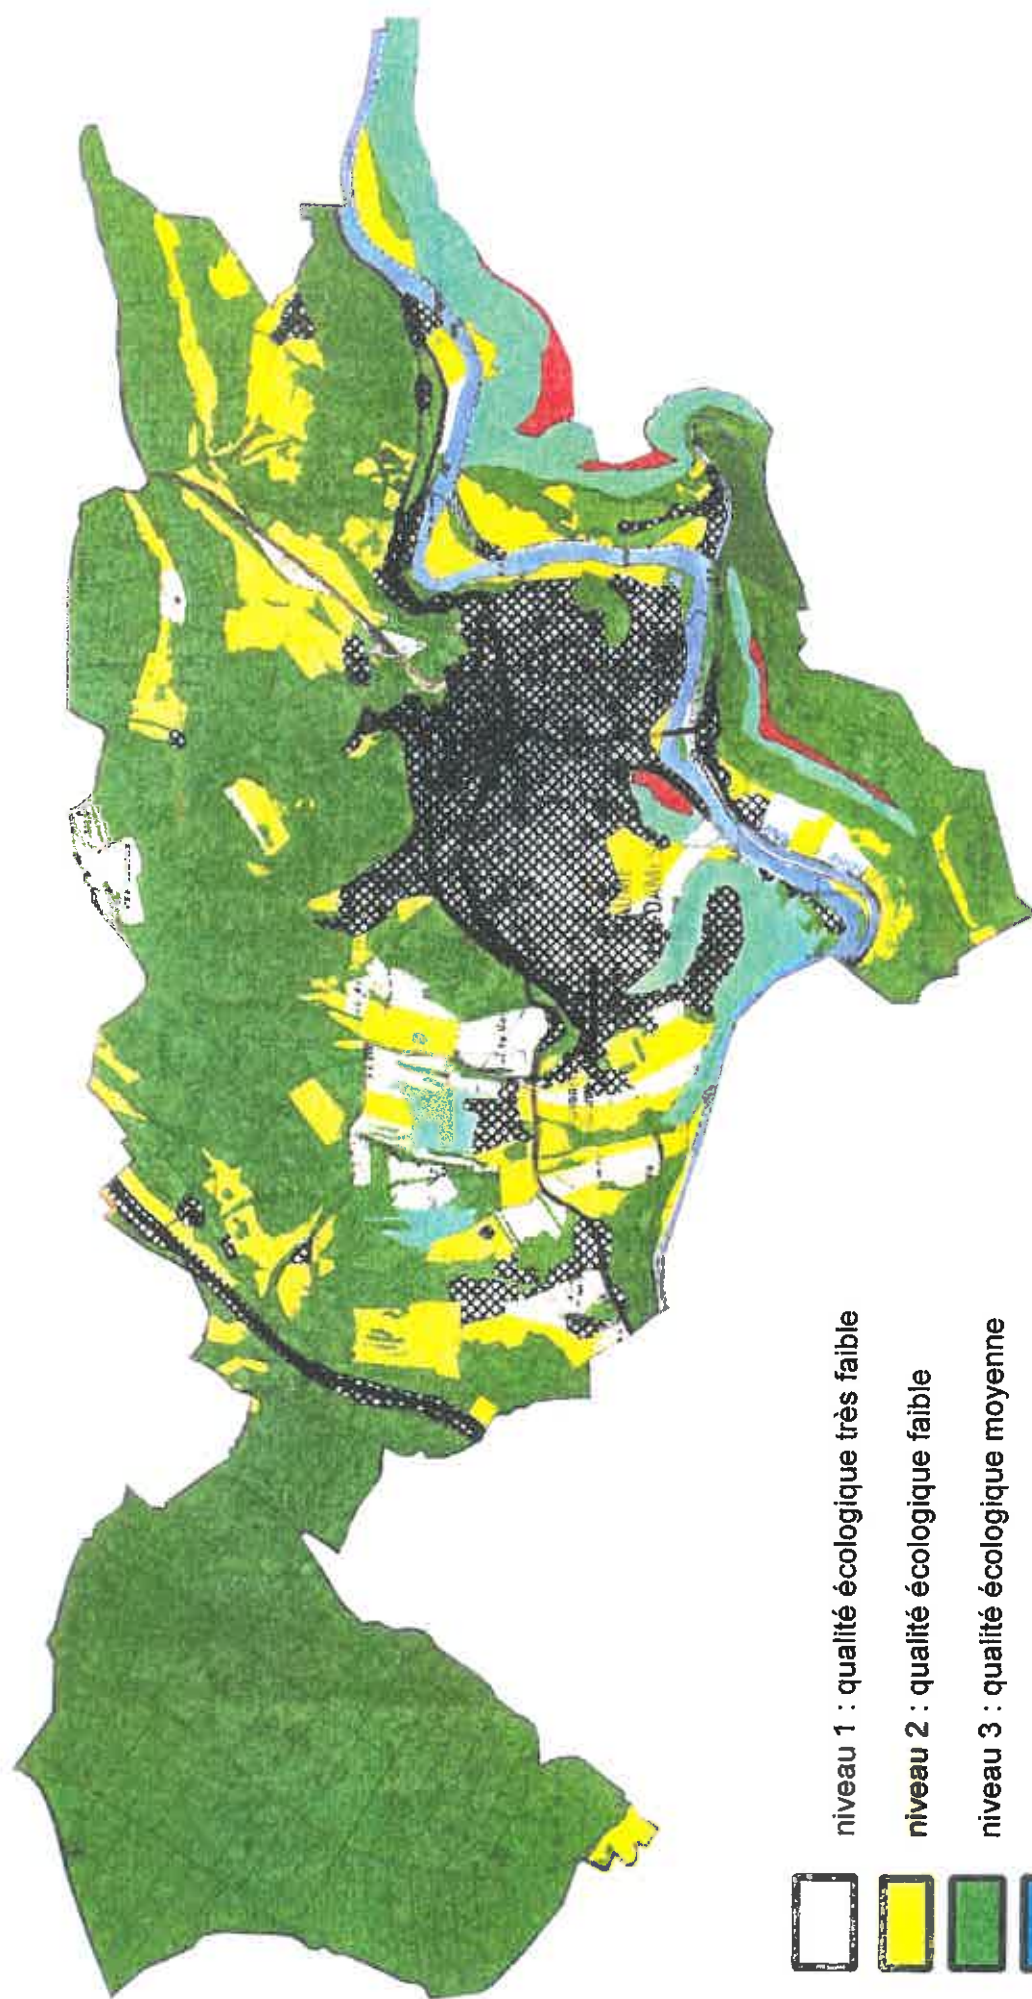 niveau 1 : qualité écologique très faible
niveau 2 : qualité écologique faible
niveau 3 : qualité écologique moyenne